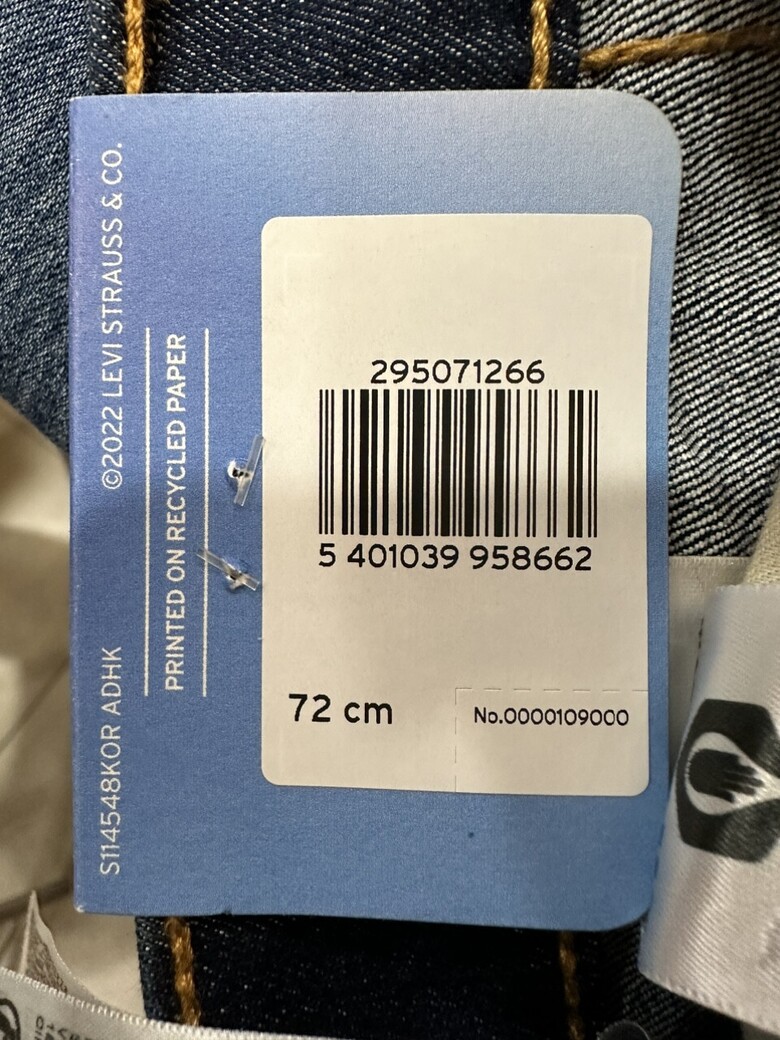 ©2022 LEVI STRAUSS & CO.
PRINTED ON RECYCLED PAPER
S114548KOR ADHK
295071266
5 401039 958662
72 cm
No.0000109000